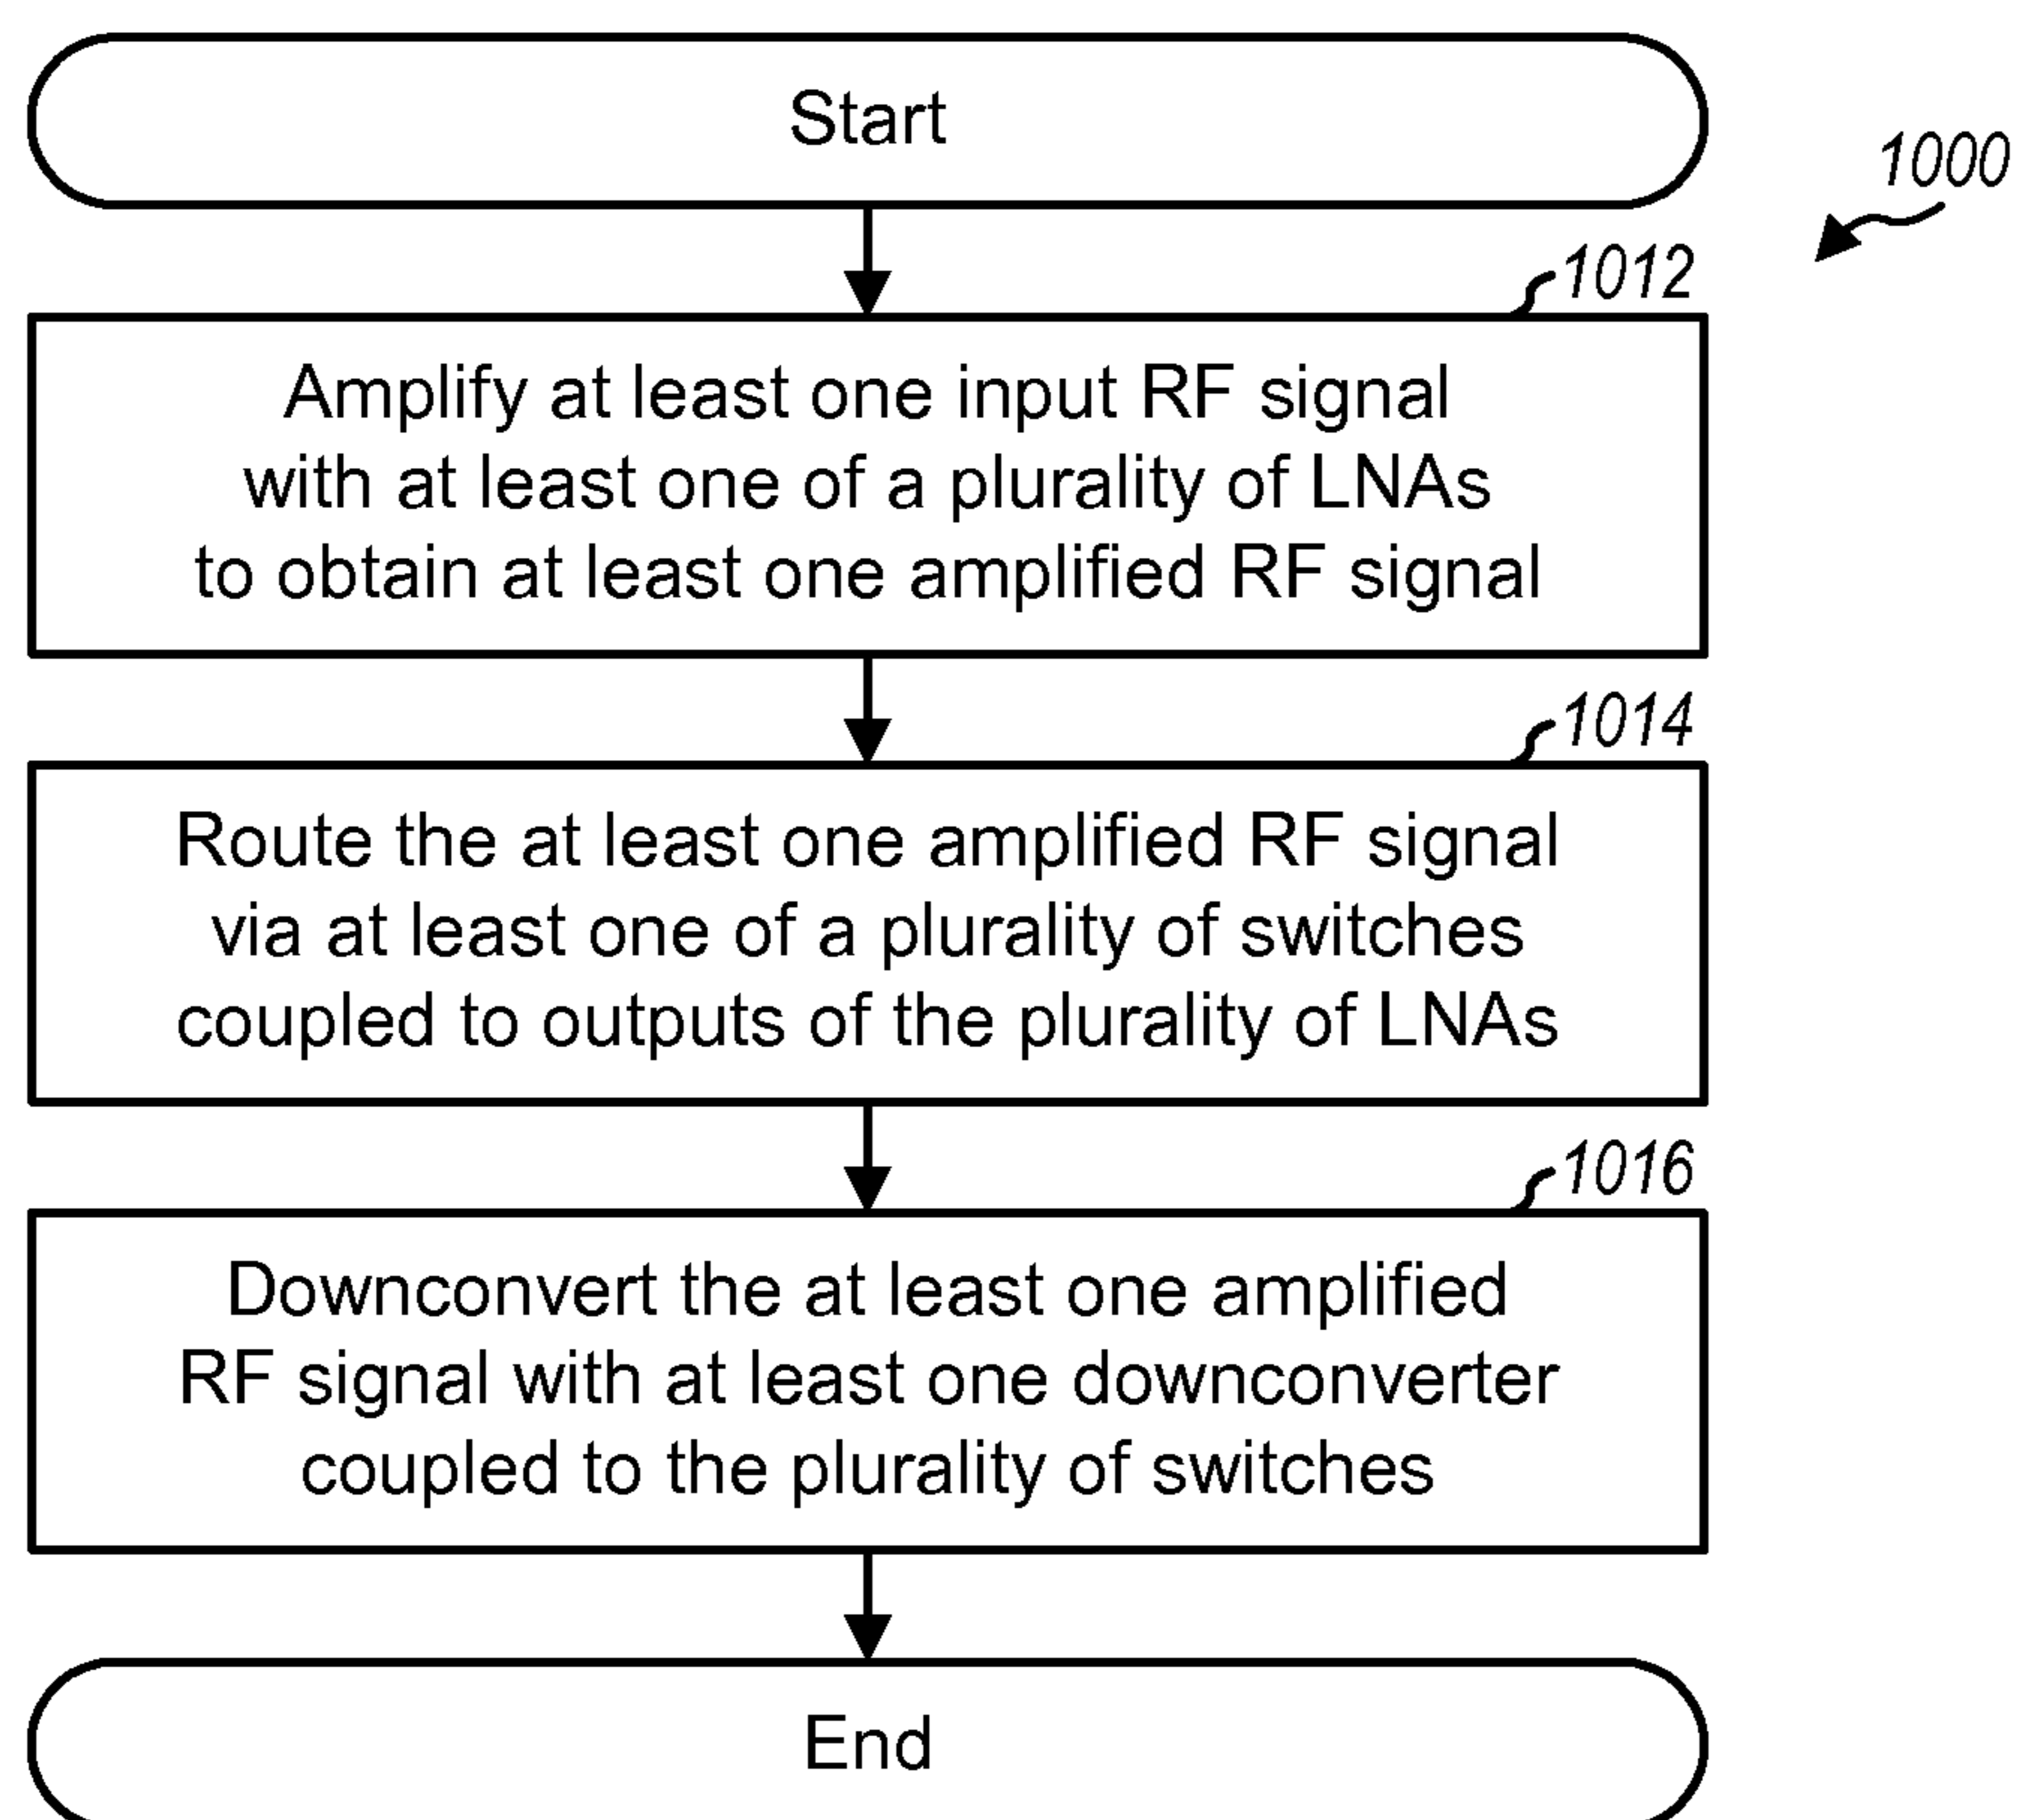 Start
1000
1012
Amplify at least one input RF signal
with at least one of a plurality of LNAs
to obtain at least one amplified RF signal
1014
Route the at least one amplified RF signal
via at least one of a plurality of switches
coupled to outputs of the plurality of LNAs
1016
Downconvert the at least one amplified
RF signal with at least one downconverter
coupled to the plurality of switches
End